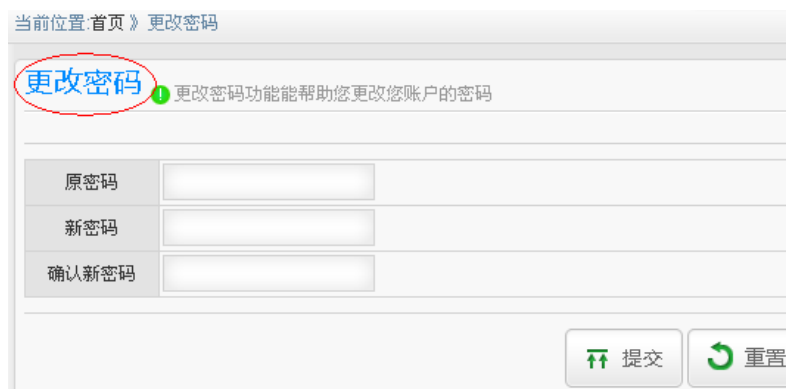 当前位置:首页 》 更改密码
更改密码 更改密码功能能帮助您更改您账户的密码
原密码
新密码
确认新密码
提交 重置